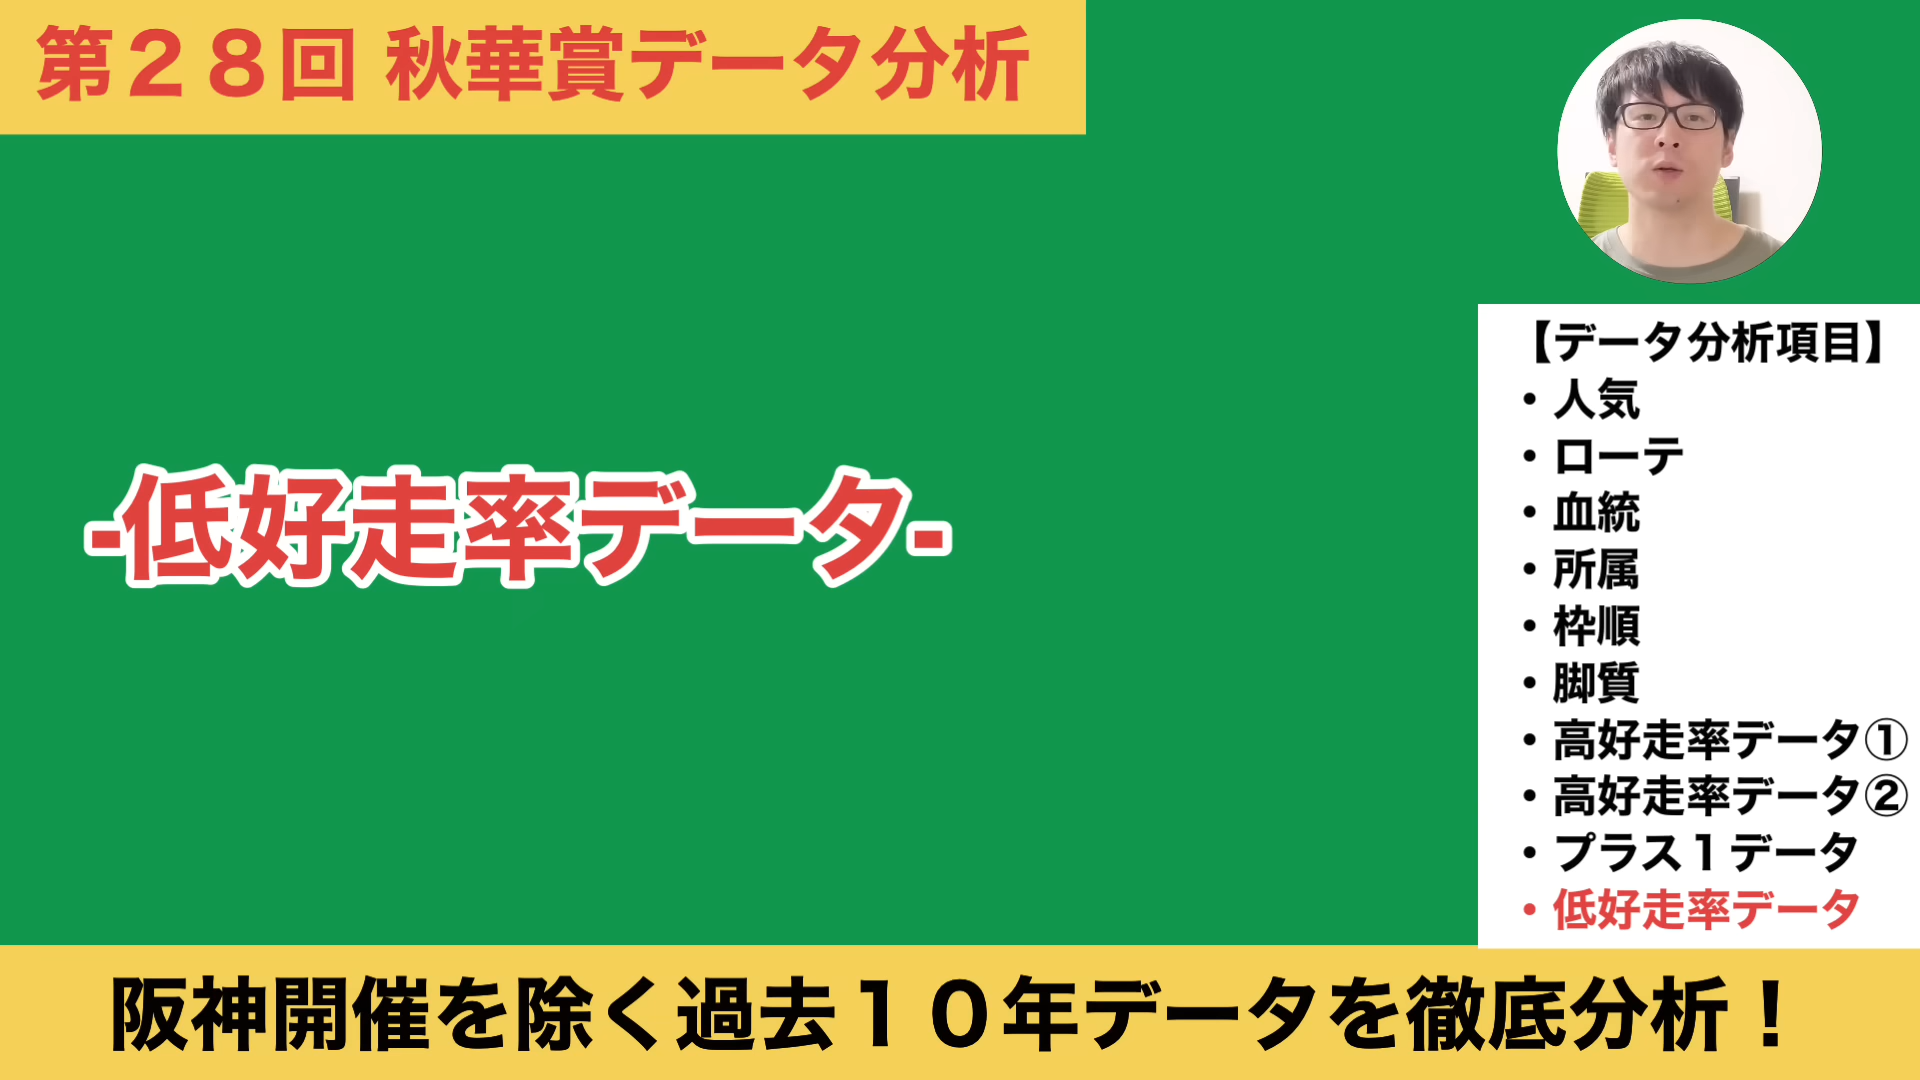 第２８回 秋華賞データ分析
-低好走率データ-
【データ分析項目】
・人気
・ローテ
・血統
・所属
・枠順
・脚質
・高好走率データ①
・高好走率データ②
・プラス１データ
・低好走率データ
阪神開催を除く過去１０年データを徹底分析！